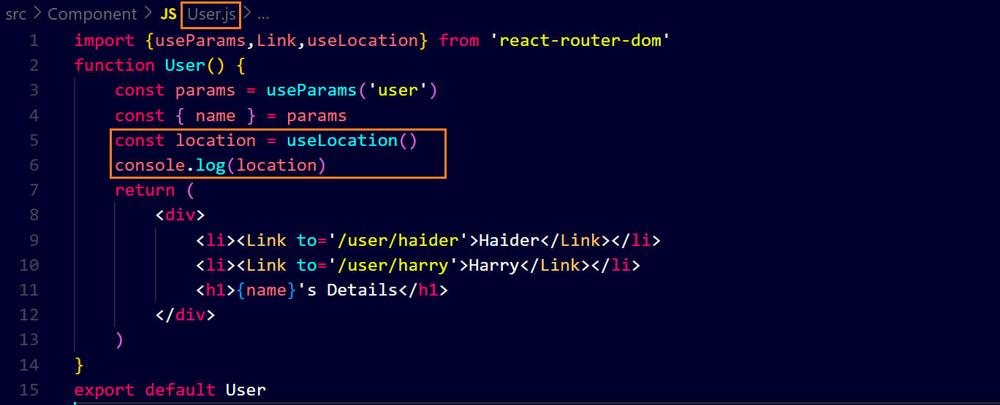 src > Component > JS User.js > ...
1 import {useParams,Link,useLocation} from 'react-router-dom'
2 function User() {
3 const params = useParams('user')
4 const { name } = params
5 const location = useLocation()
6 console.log(location)
7 return (
8 <div>
9 <li><Link to='/user/haider'>Haider</Link></li>
10 <li><Link to='/user/harry'>Harry</Link></li>
11 <h1>{name}'s Details</h1>
12 </div>
13 )
14 }
15 export default User